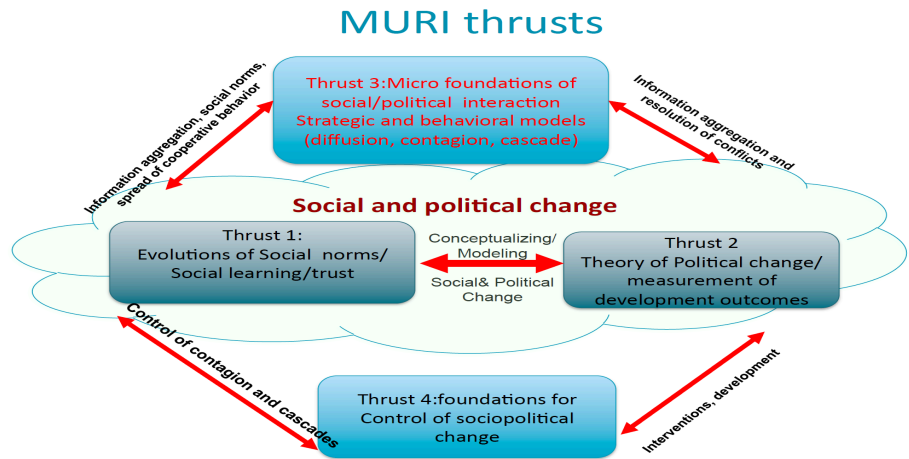 MURI thrusts
Thrust 3:Micro foundations of
social/political interaction
Strategic and behavioral models
(diffusion, contagion, cascade)
Information aggregation, social norms,
spread of cooperative behavior
Information aggregation and
resolution of conflicts
Social and political change
Thrust 1:
Evolutions of Social norms/
Social learning/trust
Conceptualizing/
Modeling
Social& Political
Change
Thrust 2
Theory of Political change/
measurement of
development outcomes
Control of contagion and cascades
Thrust 4:foundations for
Control of sociopolitical
change
Interventions, development